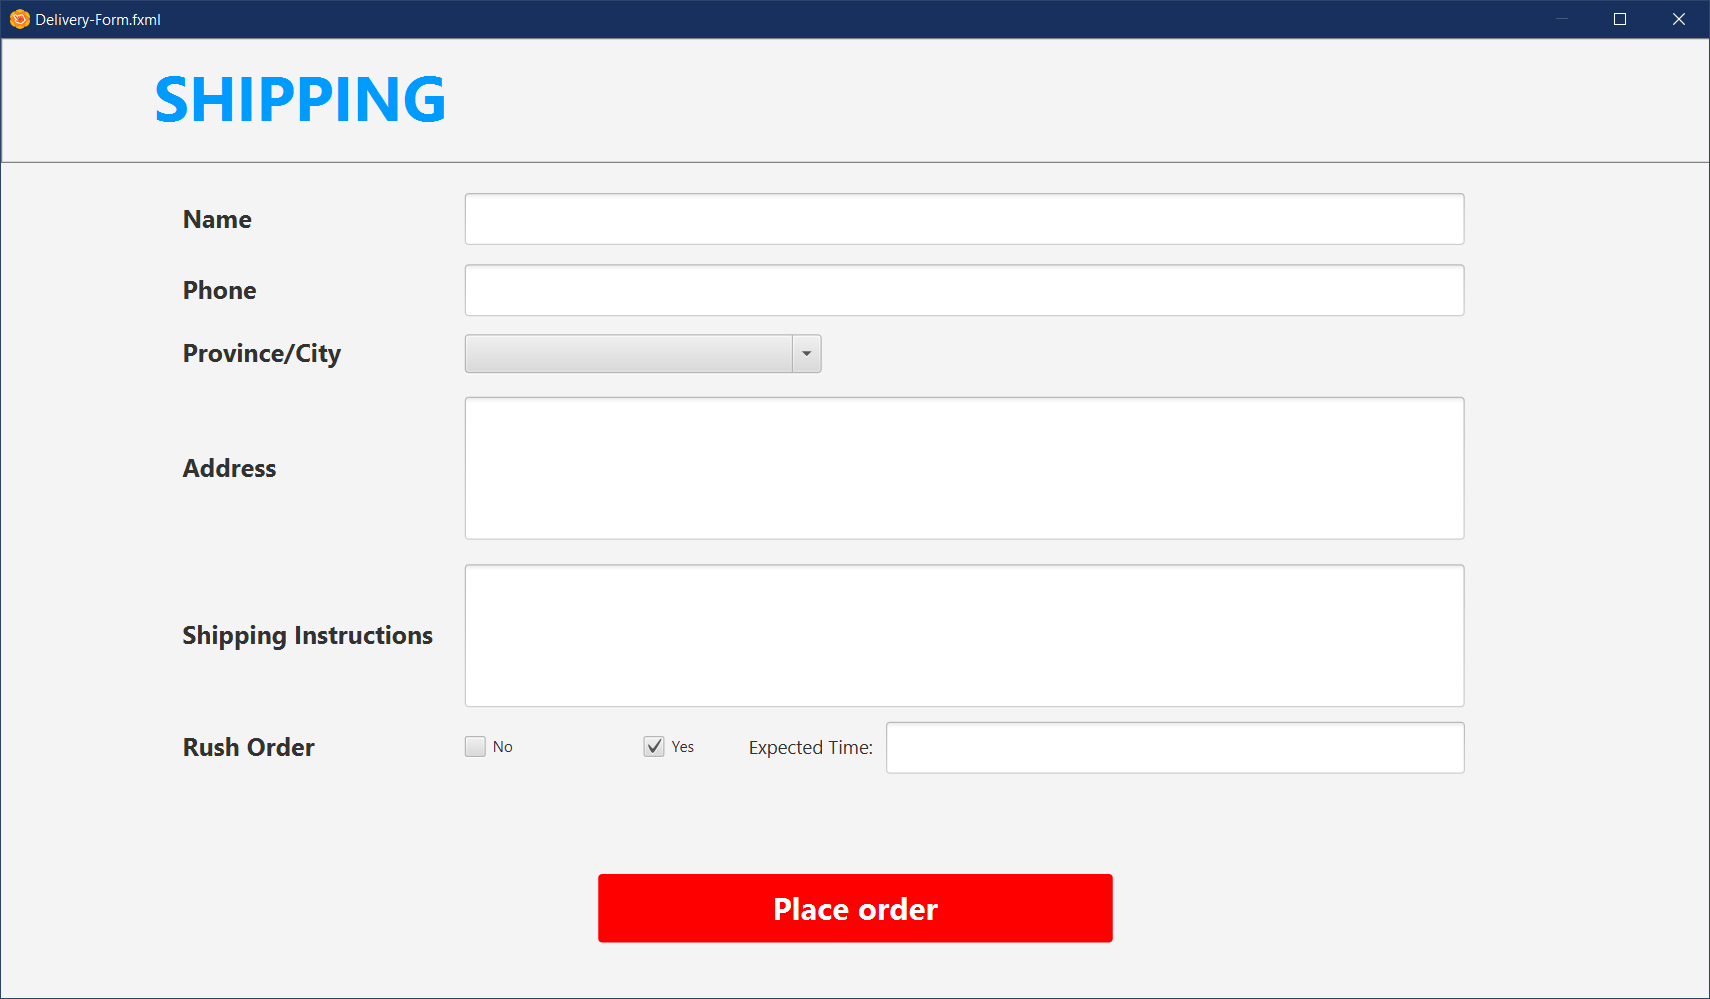 Delivery-Form.fxml
SHIPPING
Name
Phone
Province/City
Address
Shipping Instructions
Rush Order No Yes Expected Time:
Place order